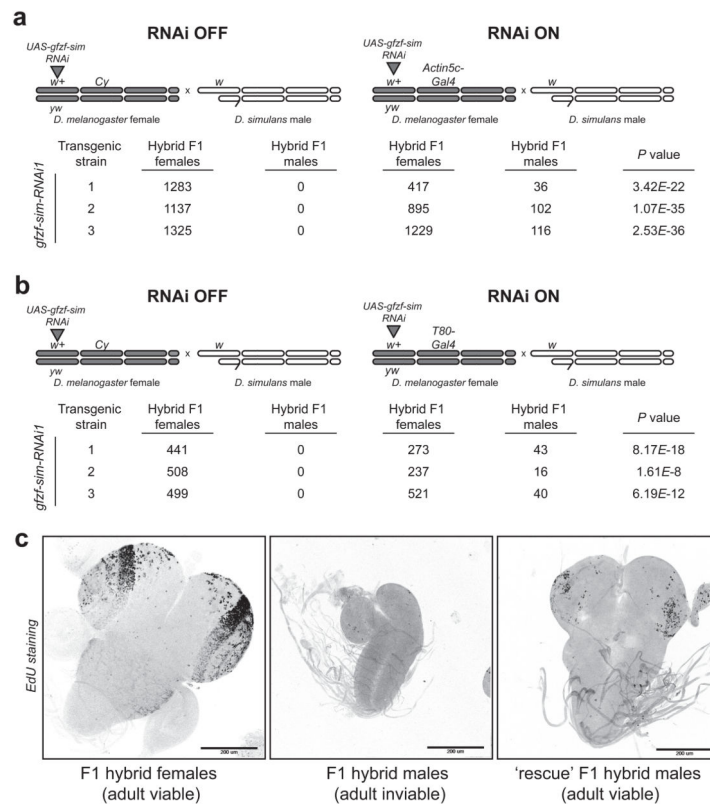 a
RNAi OFF
RNAi ON
UAS-gfzf-sim
RNAi
w+
Cy
yw
x
w
D. melanogaster female
D. simulans male
UAS-gfzf-sim
RNAi
w+
Actin5c-
Gal4
yw
x
w
D. melanogaster female
D. simulans male
Transgenic strain Hybrid F1 females Hybrid F1 males Hybrid F1 females Hybrid F1 males P value
gfzf-sim-RNAi1
1 1283 0 417 36 3.42E-22
2 1137 0 895 102 1.07E-35
3 1325 0 1229 116 2.53E-36
b
RNAi OFF
RNAi ON
UAS-gfzf-sim
RNAi
w+
Cy
yw
x
w
D. melanogaster female
D. simulans male
UAS-gfzf-sim
RNAi
w+
T80-
Gal4
yw
x
w
D. melanogaster female
D. simulans male
Transgenic strain Hybrid F1 females Hybrid F1 males Hybrid F1 females Hybrid F1 males P value
gfzf-sim-RNAi1
1 441 0 273 43 8.17E-18
2 508 0 237 16 1.61E-8
3 499 0 521 40 6.19E-12
c
EdU staining
200 um
200 um
200 um
F1 hybrid females
(adult viable)
F1 hybrid males
(adult inviable)
'rescue' F1 hybrid males
(adult viable)